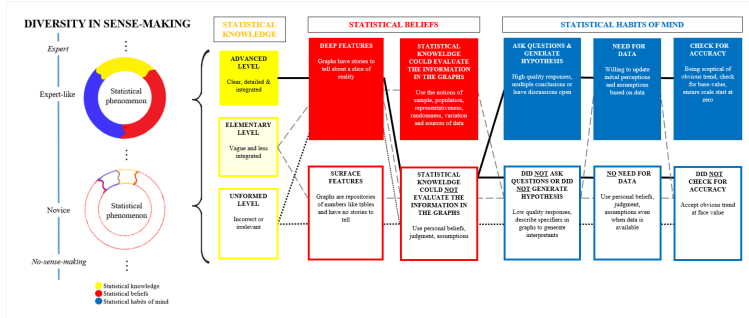 DIVERSITY IN SENSE-MAKING
Expert
Expert-like
Novice
No-sense-making
Statistical
phenomenon
Statistical
phenomenon
Statistical knowledge
Statistical beliefs
Statistical habits of mind
STATISTICAL
KNOWLEDGE
ADVANCED
LEVEL
Clear, detailed &
integrated
ELEMENTARY
LEVEL
Vague and less
integrated
UNFORMED
LEVEL
Incorrect or
irrelevant
STATISTICAL BELIEFS
DEEP FEATURES
Graphs have stories to
tell about a slice of
reality
STATISTICAL
KNOWELDGE
COULD EVALUATE
THE INFORMATION
IN THE GRAPHS
Use the notions of
sample, population,
representativeness,
randomness, variation
and sources of data
SURFACE
FEATURES
Graphs are repositories
of numbers like tables
and have no stories to
tell
STATISTICAL
KNOWELDGE
COULD NOT
EVALUATE THE
INFORMATION IN
THE GRAPHS
Use personal beliefs,
judgment, assumptions
STATISTICAL HABITS OF MIND
ASK QUESTIONS &
GENERATE
HYPOTHESIS
High quality responses,
multiple conclusions or
leave discussions open
NEED FOR
DATA
Willing to update
initial perceptions
and assumptions
based on data
CHECK FOR
ACCURACY
Being sceptical of
obvious trend, check
for base-value,
ensure scale start at
zero
DID NOT ASK
QUESTIONS OR DID
NOT GENERATE
HYPOTHESIS
Low quality responses,
describe specifiers in
graphs to generate
interpretants
NO NEED FOR
DATA
Use personal beliefs,
judgment,
assumptions even
when data is
available
DID NOT
CHECK FOR
ACCURACY
Accept obvious trend
at face value